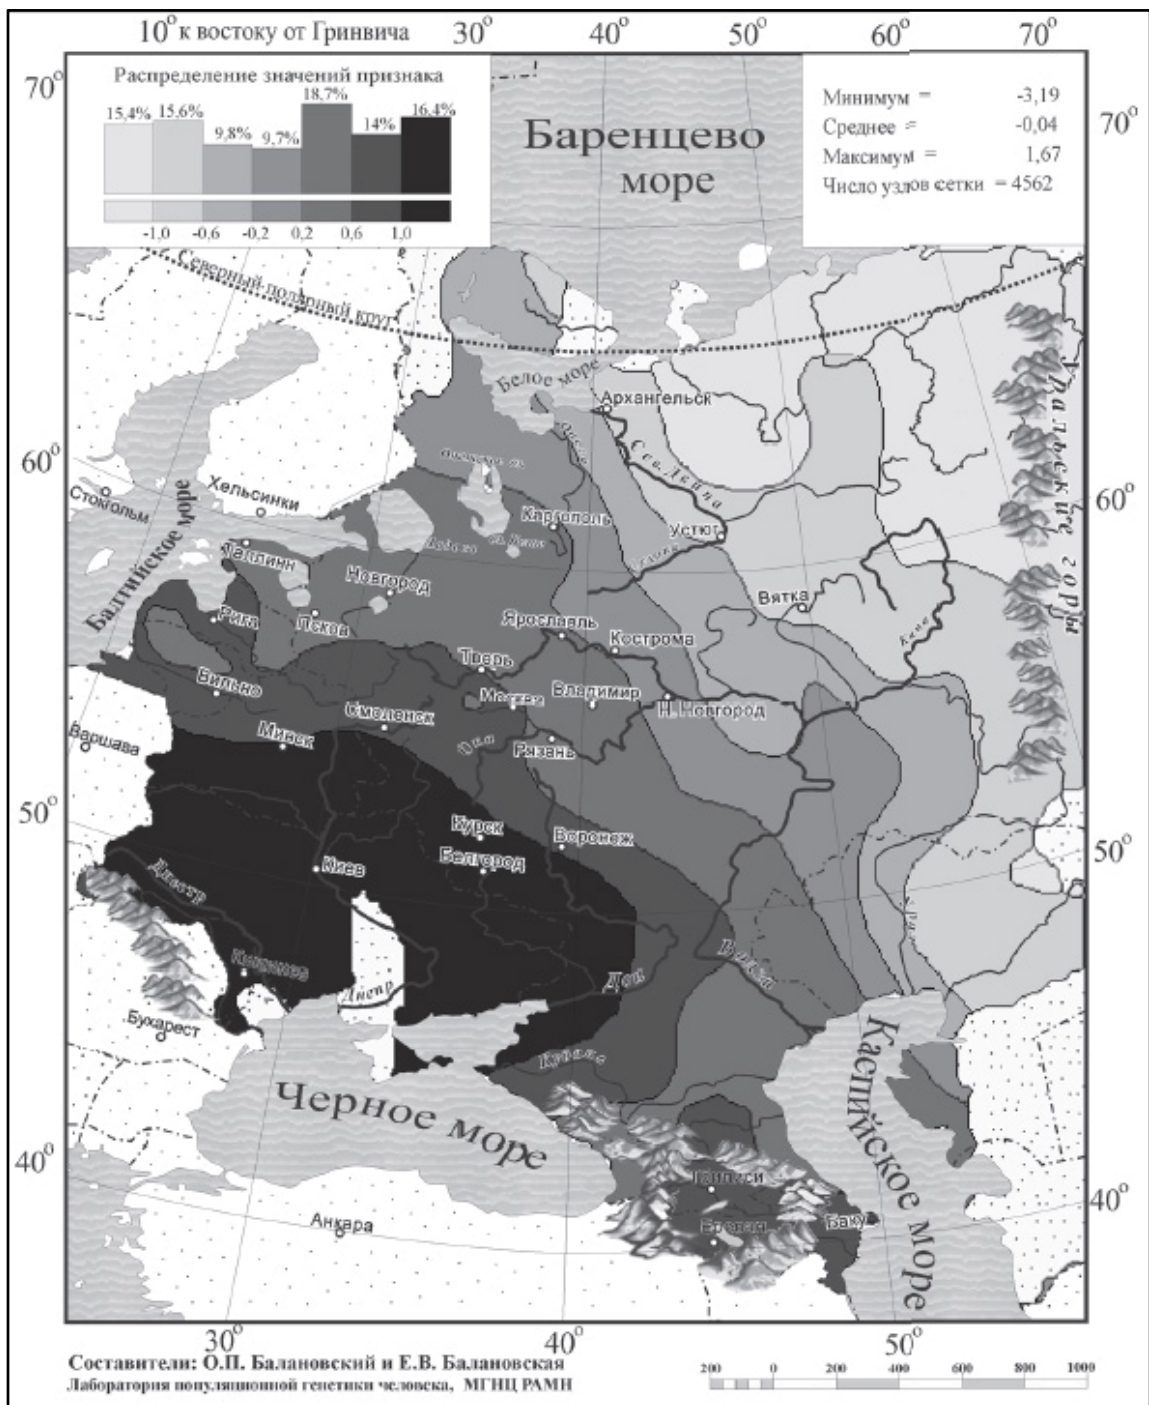 10° к востоку от Гринвича 30° 40° 50° 60° 70°
70°
Распределение значений признака
15.4% 15.6% 9,8% 9,7% 18,7% 14% 16.4%
-1,0 -0,6 -0,2 0,2 0,6 1,0
Баренцево
море
Минимум = -3,19
Среднее = -0,04
Максимум = 1,67
Число узлов сетки = 4562
70°
Северный полярный круг
Белое море
Архангельск
Уральские горы
60°
Онега
Сев. Двина
60°
Стокгольм
Хельсинки
Каргополь
Устюг
Балтийское море
Таллинн
Новгород
Вятка
Рига
Псков
Ярославль
Кострома
Кама
Тверь
Вильно
Москва
Владимир
Смоленск
Н. Новгород
Варшава
Минск
Ока
Рязань
50°
Курск
Воронеж
50°
Белгород
Киев
Днестр
Волга
Кишинев
Дон
Днепр
Бухарест
Кубань
Каспийское море
Черное море
40°
Тбилиси
40°
Анкара
Ереван
Баку
30° 40° 50°
Составители: О.П. Балановский и Е.В. Балановская
Лаборатория популяционной генетики человека, МГНЦ РАМН
200 0 200 400 600 800 1000